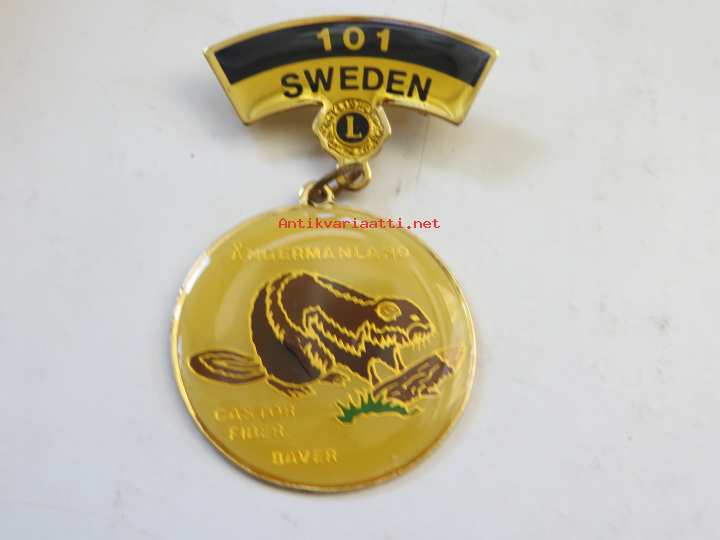 101
SWEDEN
L
Antikvariaatti.net
ÅNGERMANLAND
CASTOR
FIBER
BÄVER